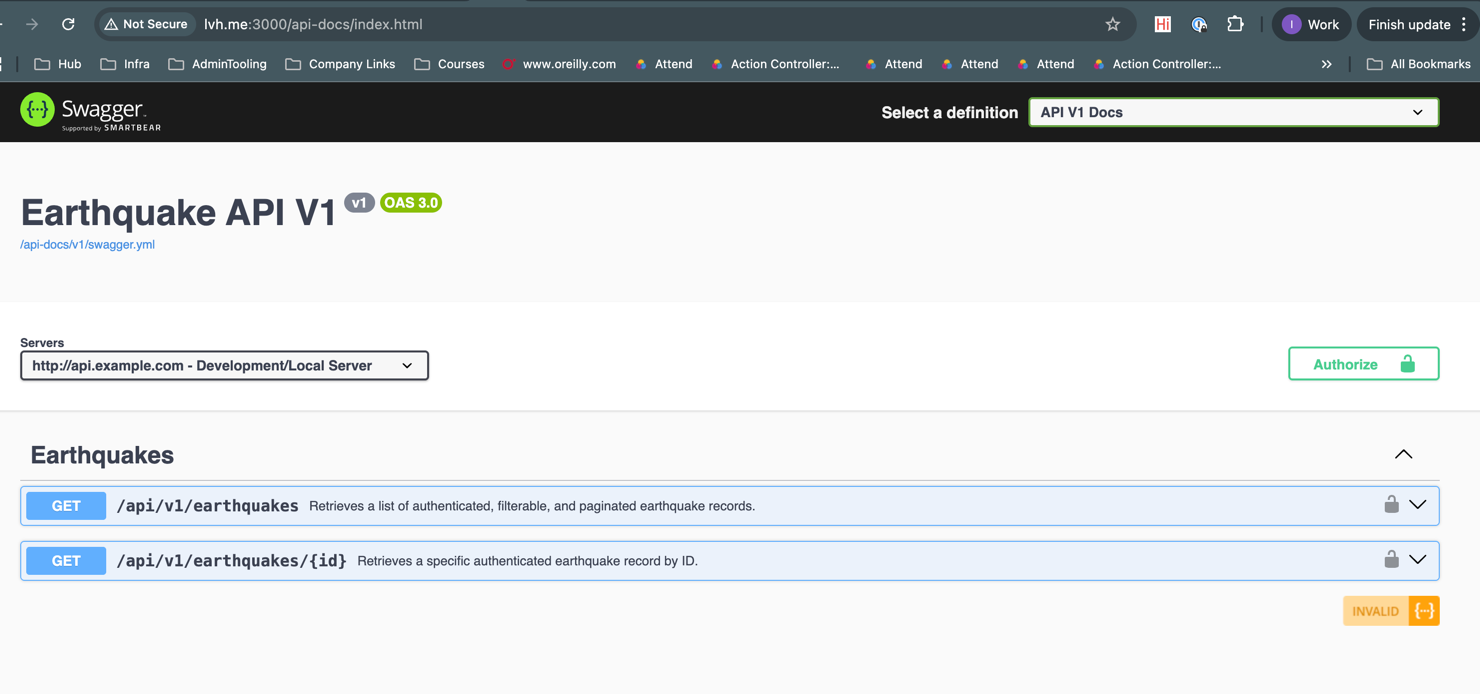 Not Secure lvh.me:3000/api-docs/index.html Hi I Work Finish update
Hub Infra AdminTooling Company Links Courses www.oreilly.com Attend Action Controller:... Attend Attend Attend Action Controller:... » All Bookmarks
{···} Swagger. Select a definition API V1 Docs
Supported by SMARTBEAR
Earthquake API V1 v1 OAS 3.0
/api-docs/v1/swagger.yml
Servers
http://api.example.com - Development/Local Server Authorize
Earthquakes
GET /api/v1/earthquakes Retrieves a list of authenticated, filterable, and paginated earthquake records.
GET /api/v1/earthquakes/{id} Retrieves a specific authenticated earthquake record by ID.
INVALID {···}